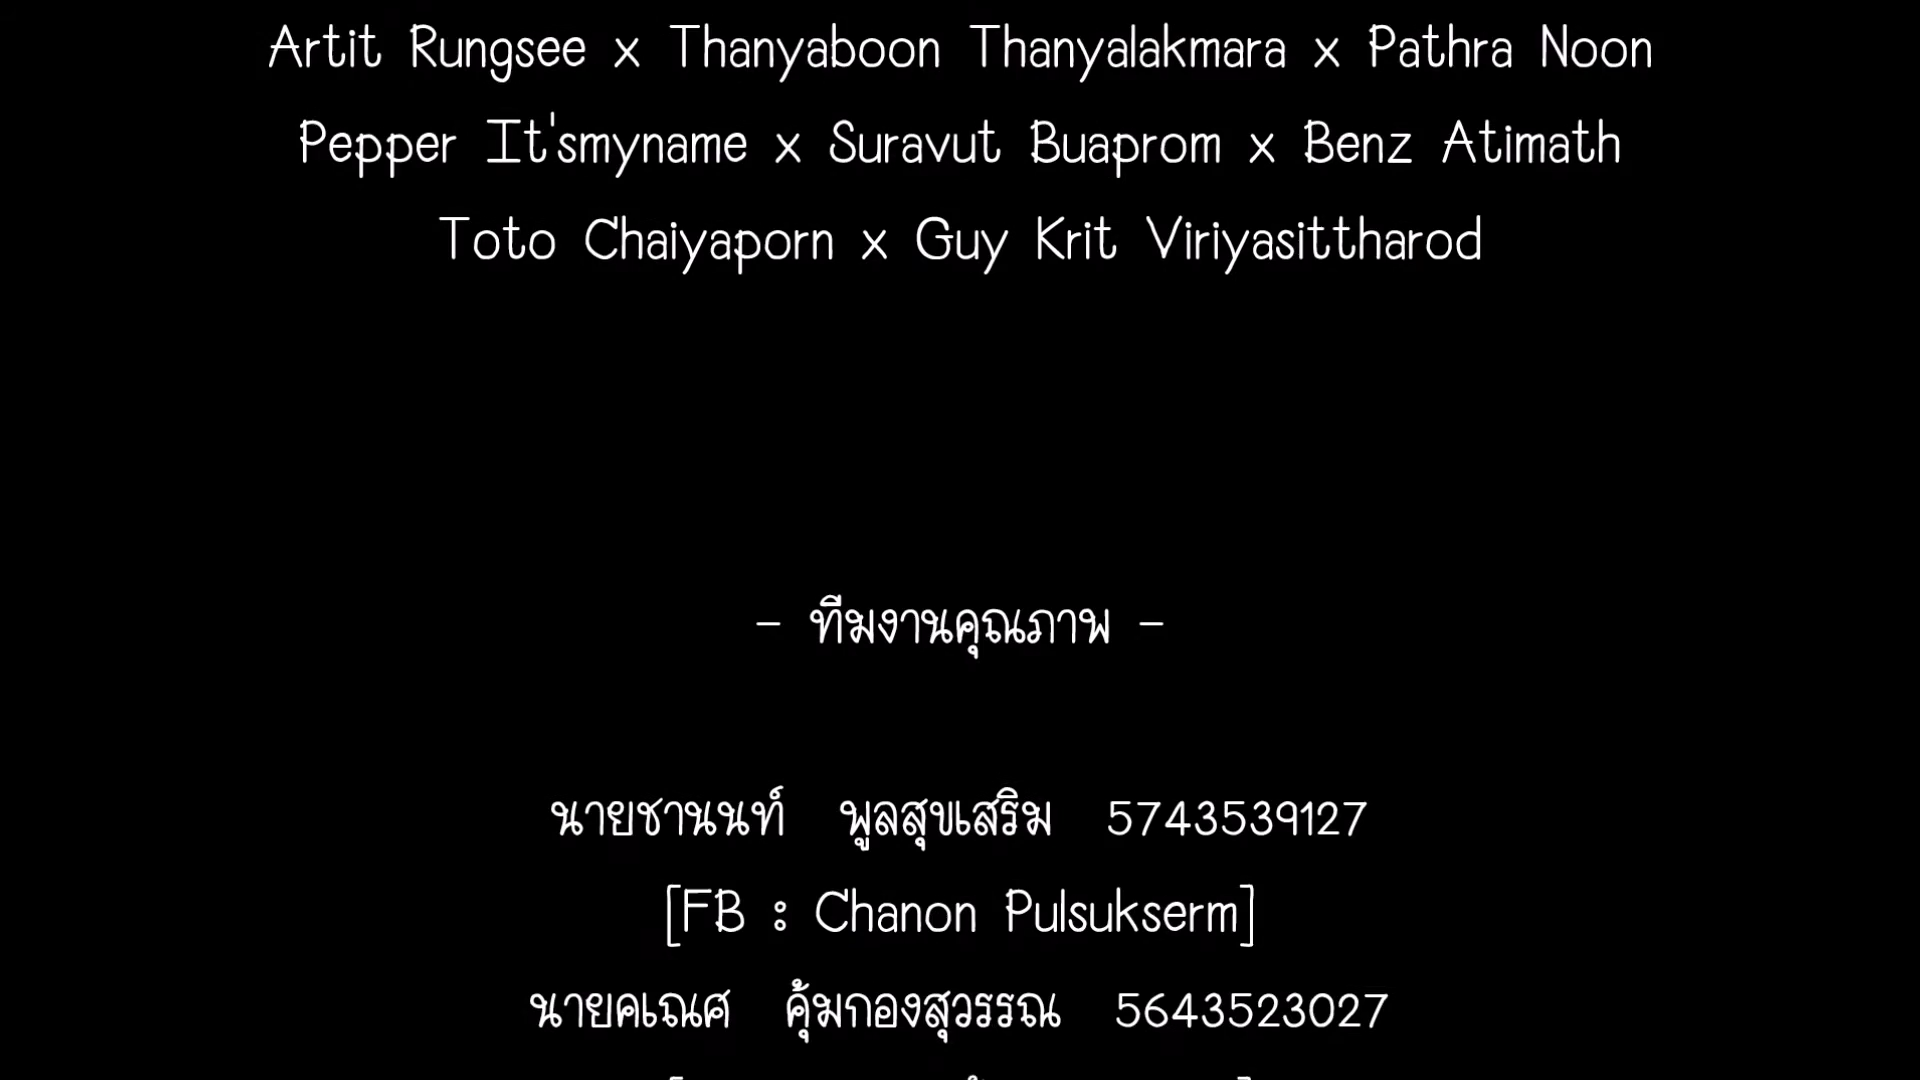 Artit Rungsee x Thanyaboon Thanyalakmara x Pathra Noon
Pepper It'smyname x Suravut Buaprom x Benz Atimath
Toto Chaiyaporn x Guy Krit Viriyasittharod
- ทีมงานคุณภาพ -
นายชานนท์ พูลสุขเสริม 5743539127
[FB : Chanon Pulsukserm]
นายคเณศ คุ้มกองสุวรรณ 5643523027